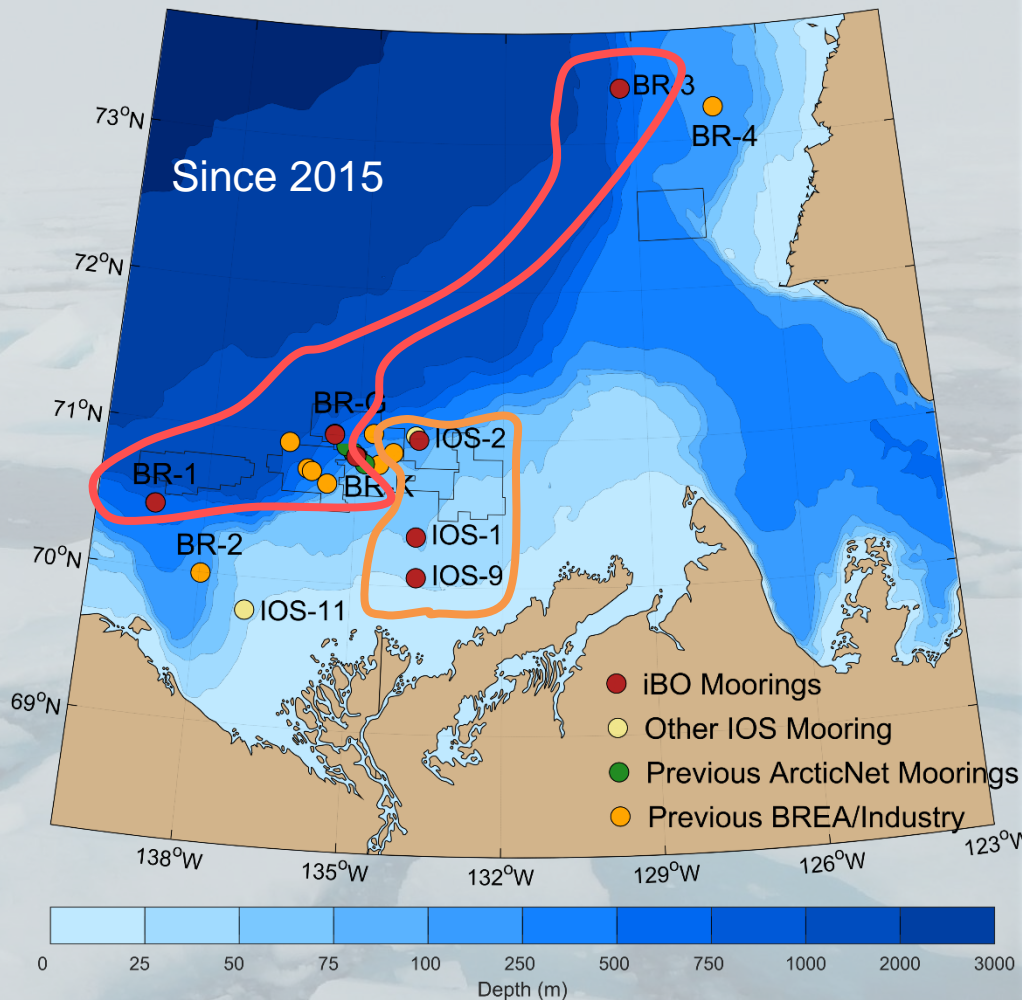 73°N
BR-3
BR-4
Since 2015
72°N
71°N
BR-G
IOS-2
BR-1
BR-K
IOS-1
70°N
BR-2
IOS-9
IOS-11
iBO Moorings
69°N
Other IOS Mooring
Previous ArcticNet Moorings
Previous BREA/Industry
138°W
135°W
132°W
129°W
126°W
123°W
0 25 50 75 100 250 500 750 1000 2000 3000
Depth (m)